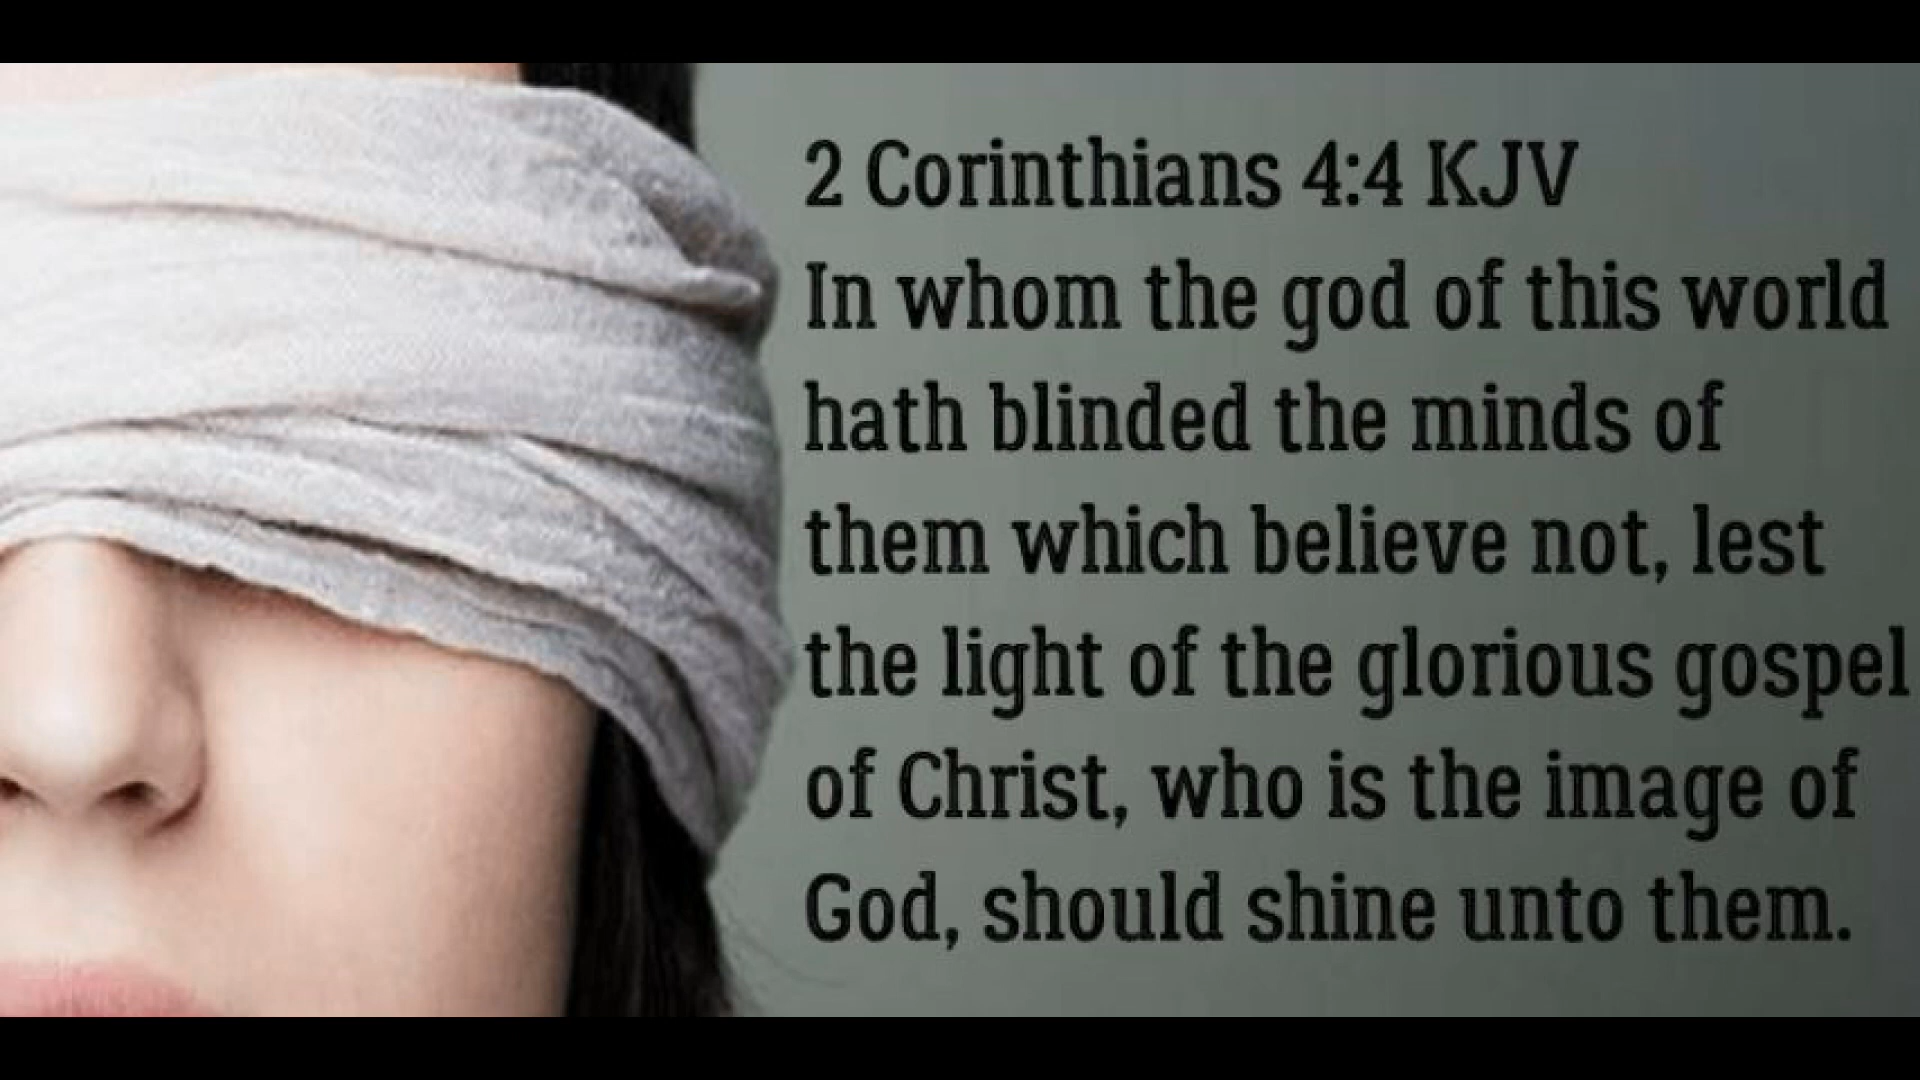 2 Corinthians 4:4 KJV
In whom the god of this world
hath blinded the minds of
them which believe not, lest
the light of the glorious gospel
of Christ, who is the image of
God, should shine unto them.